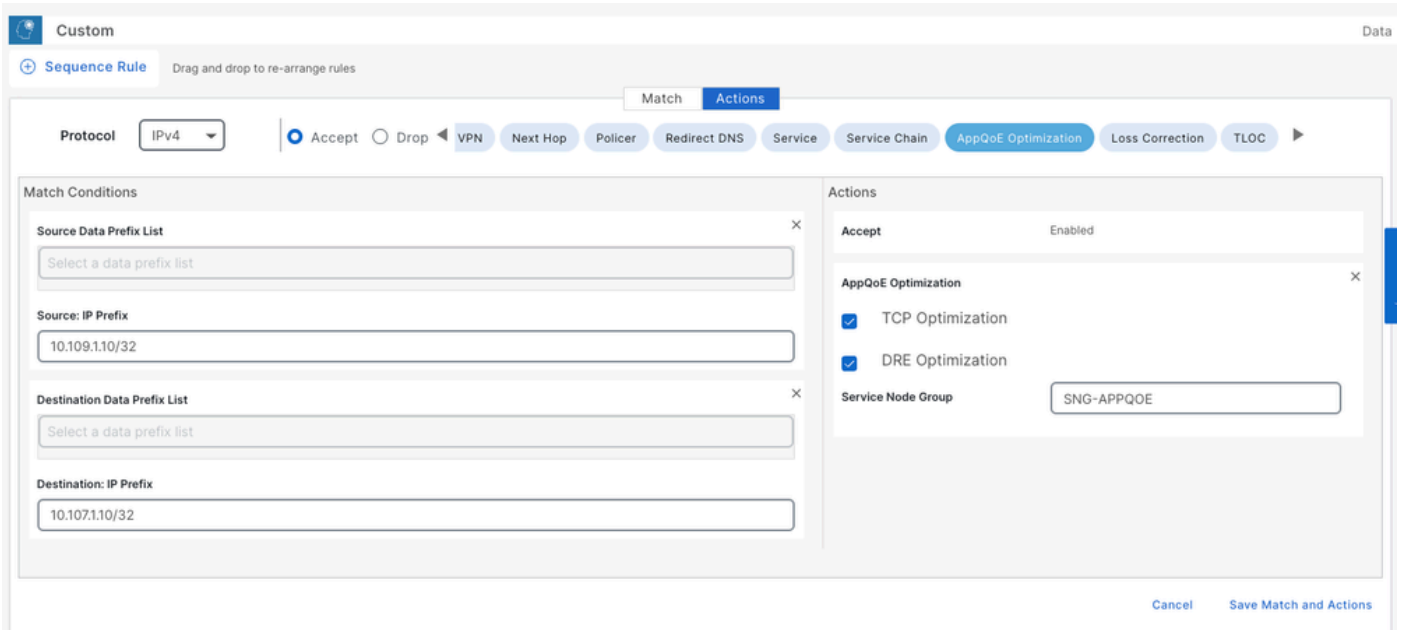 Custom
Data
Sequence Rule Drag and drop to re-arrange rules
Match Actions
Protocol IPv4 Accept Drop VPN Next Hop Policer Redirect DNS Service Service Chain AppQoE Optimization Loss Correction TLOC
Match Conditions
Source Data Prefix List
Select a data prefix list
Source: IP Prefix
10.109.1.10/32
Destination Data Prefix List
Select a data prefix list
Destination: IP Prefix
10.107.1.10/32
Actions
Accept Enabled
AppQoE Optimization
TCP Optimization
DRE Optimization
Service Node Group SNG-APPQOE
Cancel Save Match and Actions